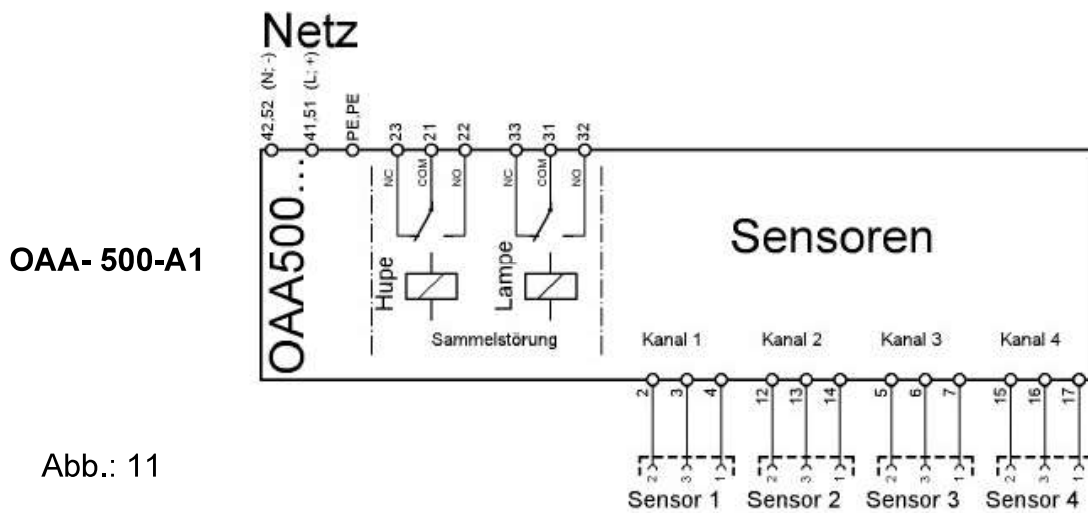 Netz
42,52 (N; -)
41,51 (L; +)
PE,PE
23
21
22
33
31
32
NC
COM
NO
NC
COM
NO
OAA500...
OAA- 500-A1
Hupe
Lampe
Sammelstörung
Sensoren
Kanal 1 Kanal 2 Kanal 3 Kanal 4
2 3 4 12 13 14 5 6 7 15 16 17
2 3 1 2 3 1 2 3 1 2 3 1
Sensor 1 Sensor 2 Sensor 3 Sensor 4
Abb.: 11